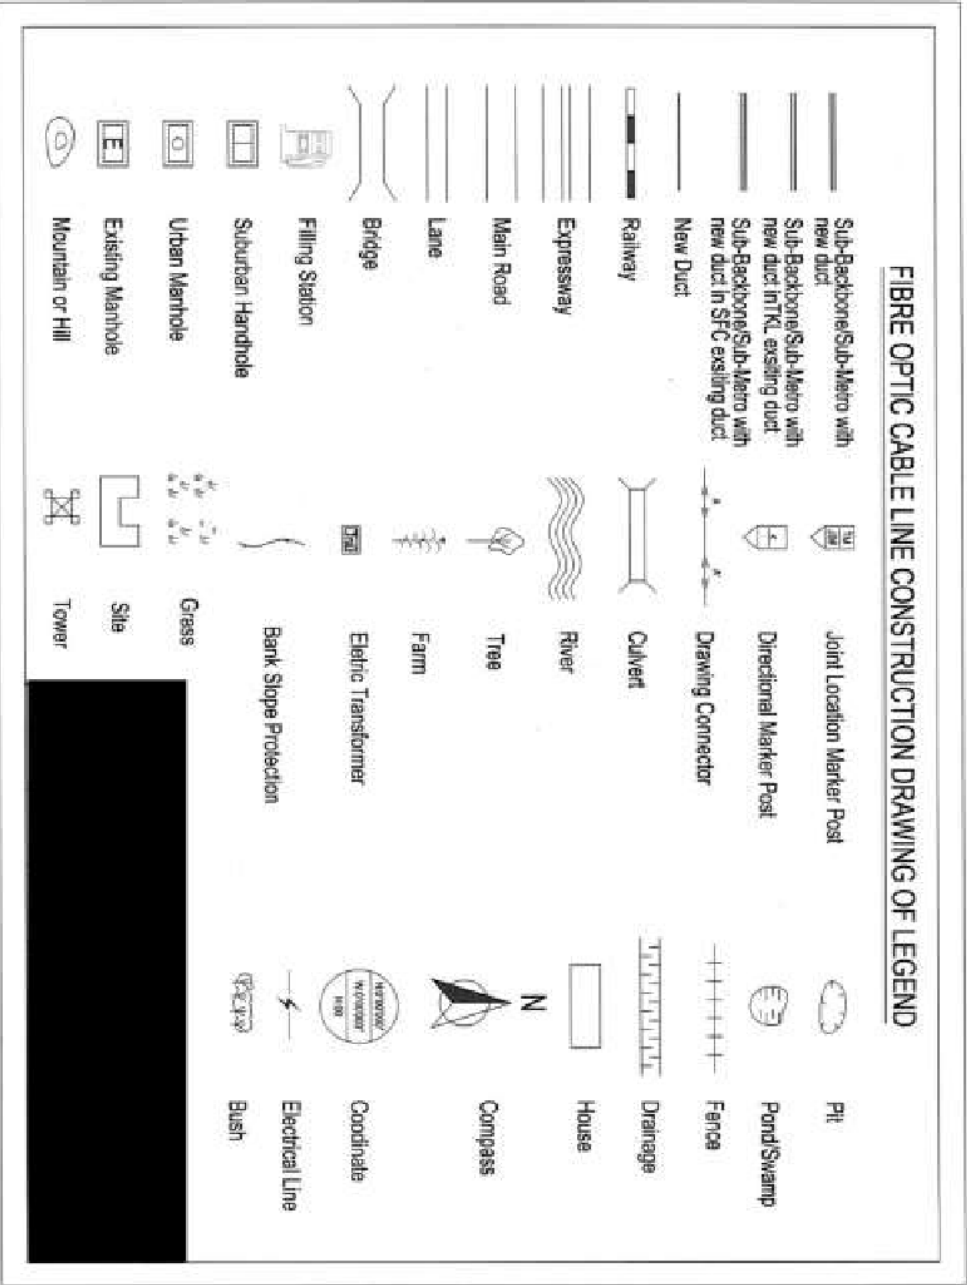 FIBRE OPTIC CABLE LINE CONSTRUCTION DRAWING OF LEGEND
Sub-Backbone/Sub-Metro with
new duct
Sub-Backbone/Sub-Metro with
new duct inTKL exsiting duct
Sub-Backbone/Sub-Metro with
new duct in SFC exsiting duct
New Duct
Railway
Expressway
Main Road
Lane
Bridge
Filling Station
Suburban Handhole
Urban Manhole
E
Existing Manhole
Mountain or Hill
Joint Location Marker Post
Directional Marker Post
Drawing Connector
Culvert
River
Tree
Farm
Eletric Transformer
Bank Slope Protection
Grass
Site
Tower
Pit
Pond/Swamp
Fence
Drainage
House
N
Compass
Coodinate
Electrical Line
Bush